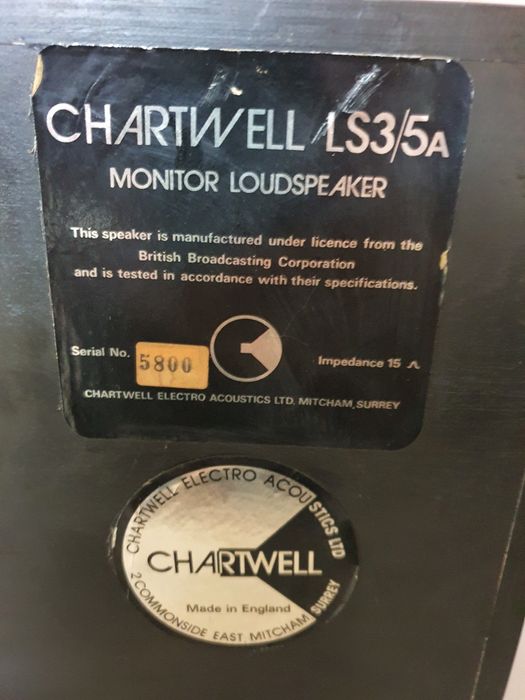 CHARTWELL LS3/5A
MONITOR LOUDSPEAKER
This speaker is manufactured under licence from the
British Broadcasting Corporation
and is tested in accordance with their specifications.
Serial No. 5800
Impedance 15 Ω
CHARTWELL ELECTRO ACOUSTICS LTD. MITCHAM, SURREY
CHARTWELL ELECTRO ACOUSTICS LTD
CHARTWELL
Made in England
2 COMMONSIDE EAST, MITCHAM SURREY